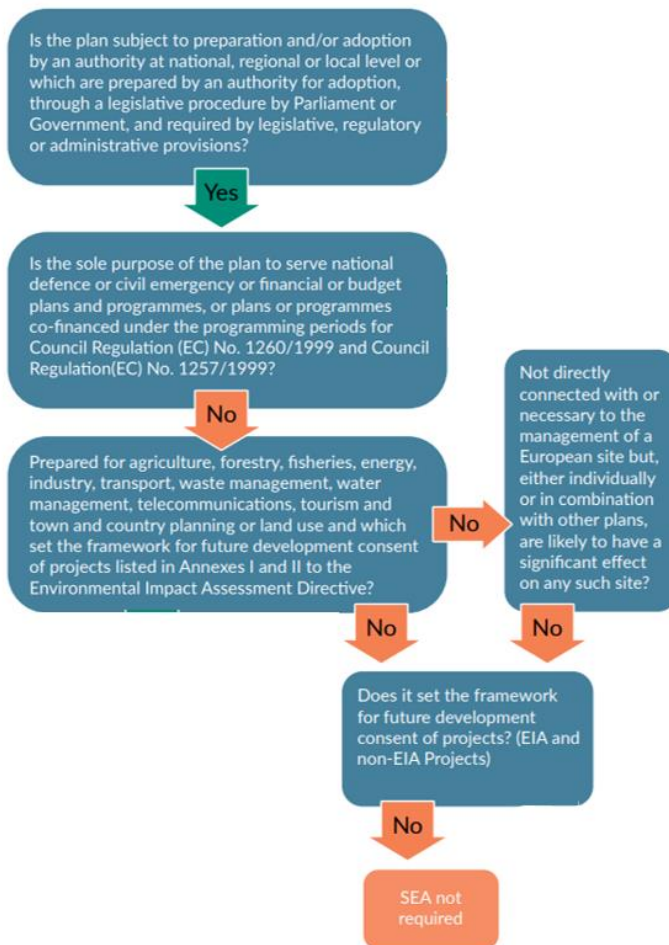 Is the plan subject to preparation and/or adoption
by an authority at national, regional or local level or
which are prepared by an authority for adoption,
through a legislative procedure by Parliament or
Government, and required by legislative, regulatory
or administrative provisions?
Yes
Is the sole purpose of the plan to serve national
defence or civil emergency or financial or budget
plans and programmes, or plans or programmes
co-financed under the programming periods for
Council Regulation (EC) No. 1260/1999 and Council
Regulation(EC) No. 1257/1999?
No
Prepared for agriculture, forestry, fisheries, energy,
industry, transport, waste management, water
management, telecommunications, tourism and
town and country planning or land use and which
set the framework for future development consent
of projects listed in Annexes I and II to the
Environmental Impact Assessment Directive?
No
Not directly
connected with or
necessary to the
management of a
European site but,
either individually
or in combination
with other plans,
are likely to have a
significant effect
on any such site?
No
No
Does it set the framework
for future development
consent of projects? (EIA and
non-EIA Projects)
No
SEA not
required